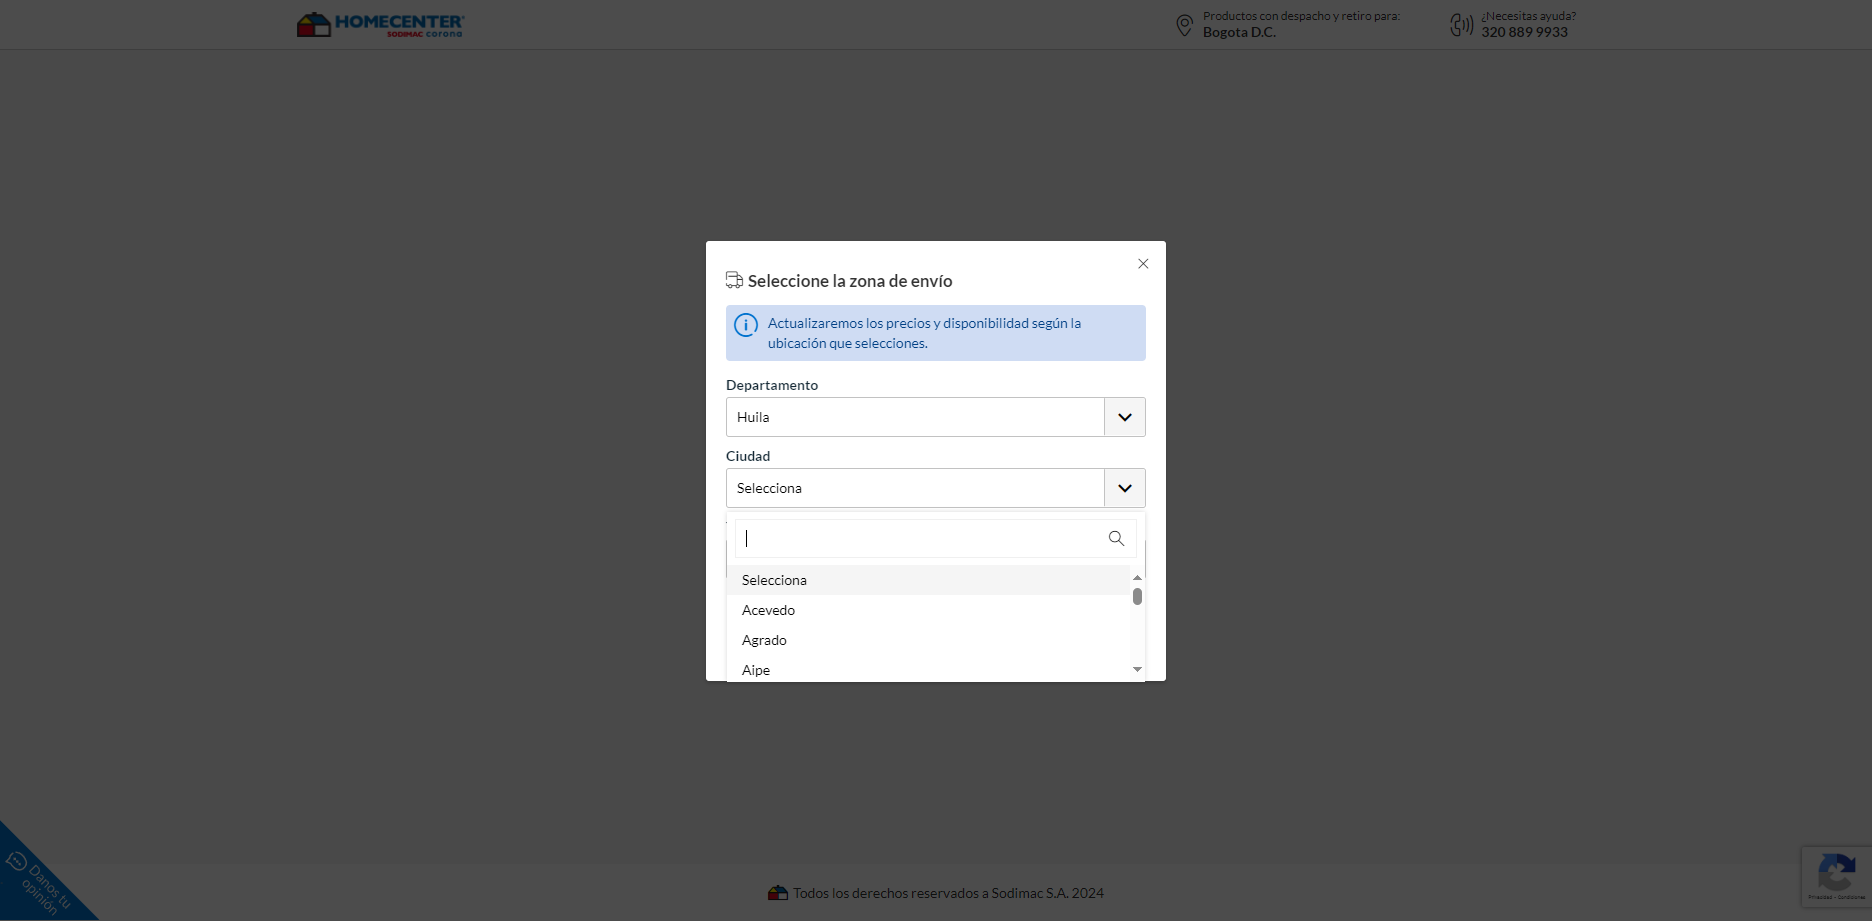 HOMECENTER
SODIMAC corona
Productos con despacho y retiro para:
Bogota D.C.
¿Necesitas ayuda?
320 889 9933
Seleccione la zona de envío
Actualizaremos los precios y disponibilidad según la
ubicación que selecciones.
Departamento
Huila
Ciudad
Selecciona
Selecciona
Acevedo
Agrado
Aipe
Danos tu
opinión
Todos los derechos reservados a Sodimac S.A. 2024
Privacidad - Condiciones